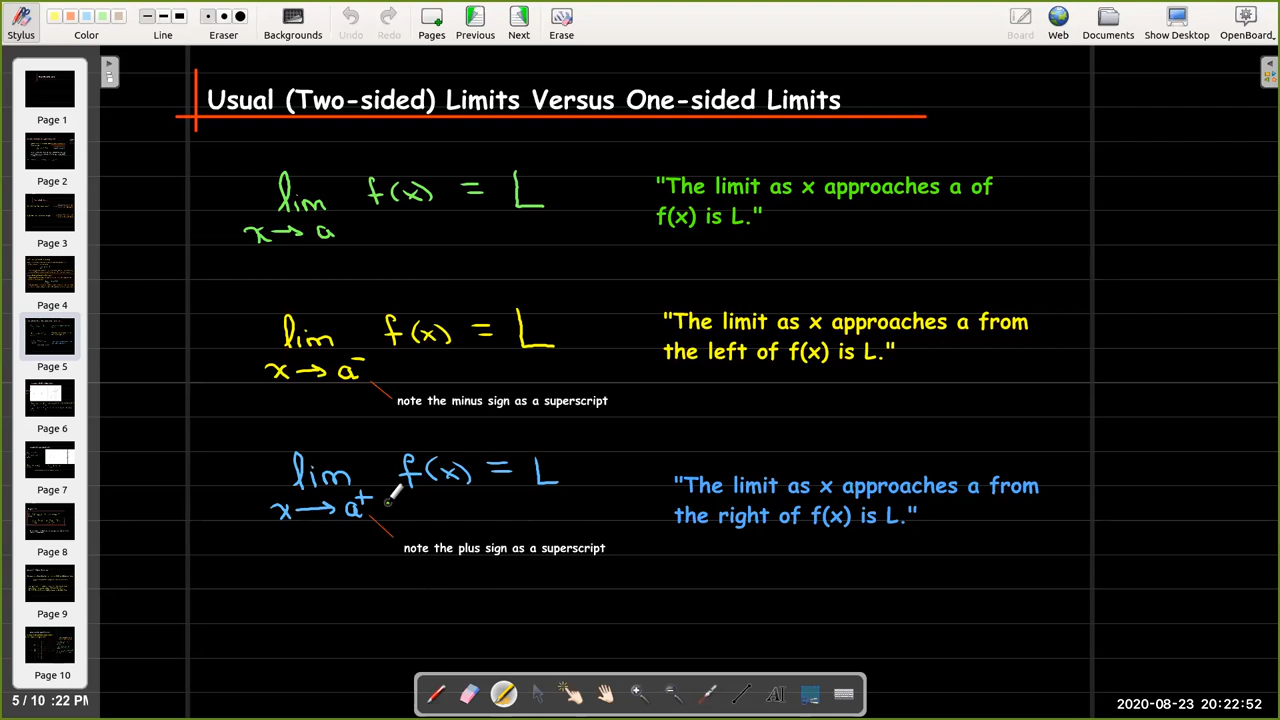 Stylus
Color
Line
Eraser
Backgrounds
Undo
Redo
Pages
Previous
Next
Erase
Board
Web
Documents
Show Desktop
OpenBoard
Page 1
Page 2
Page 3
Page 4
Page 5
Page 6
Page 7
Page 8
Page 9
Page 10
Usual (Two-sided) Limits Versus One-sided Limits
lim f(x) = L
x → a
"The limit as x approaches a of
f(x) is L."
lim f(x) = L
x → a⁻
note the minus sign as a superscript
"The limit as x approaches a from
the left of f(x) is L."
lim f(x) = L
x → a⁺
note the plus sign as a superscript
"The limit as x approaches a from
the right of f(x) is L."
AI
5 / 10 :22 PM
2020-08-23 20:22:52